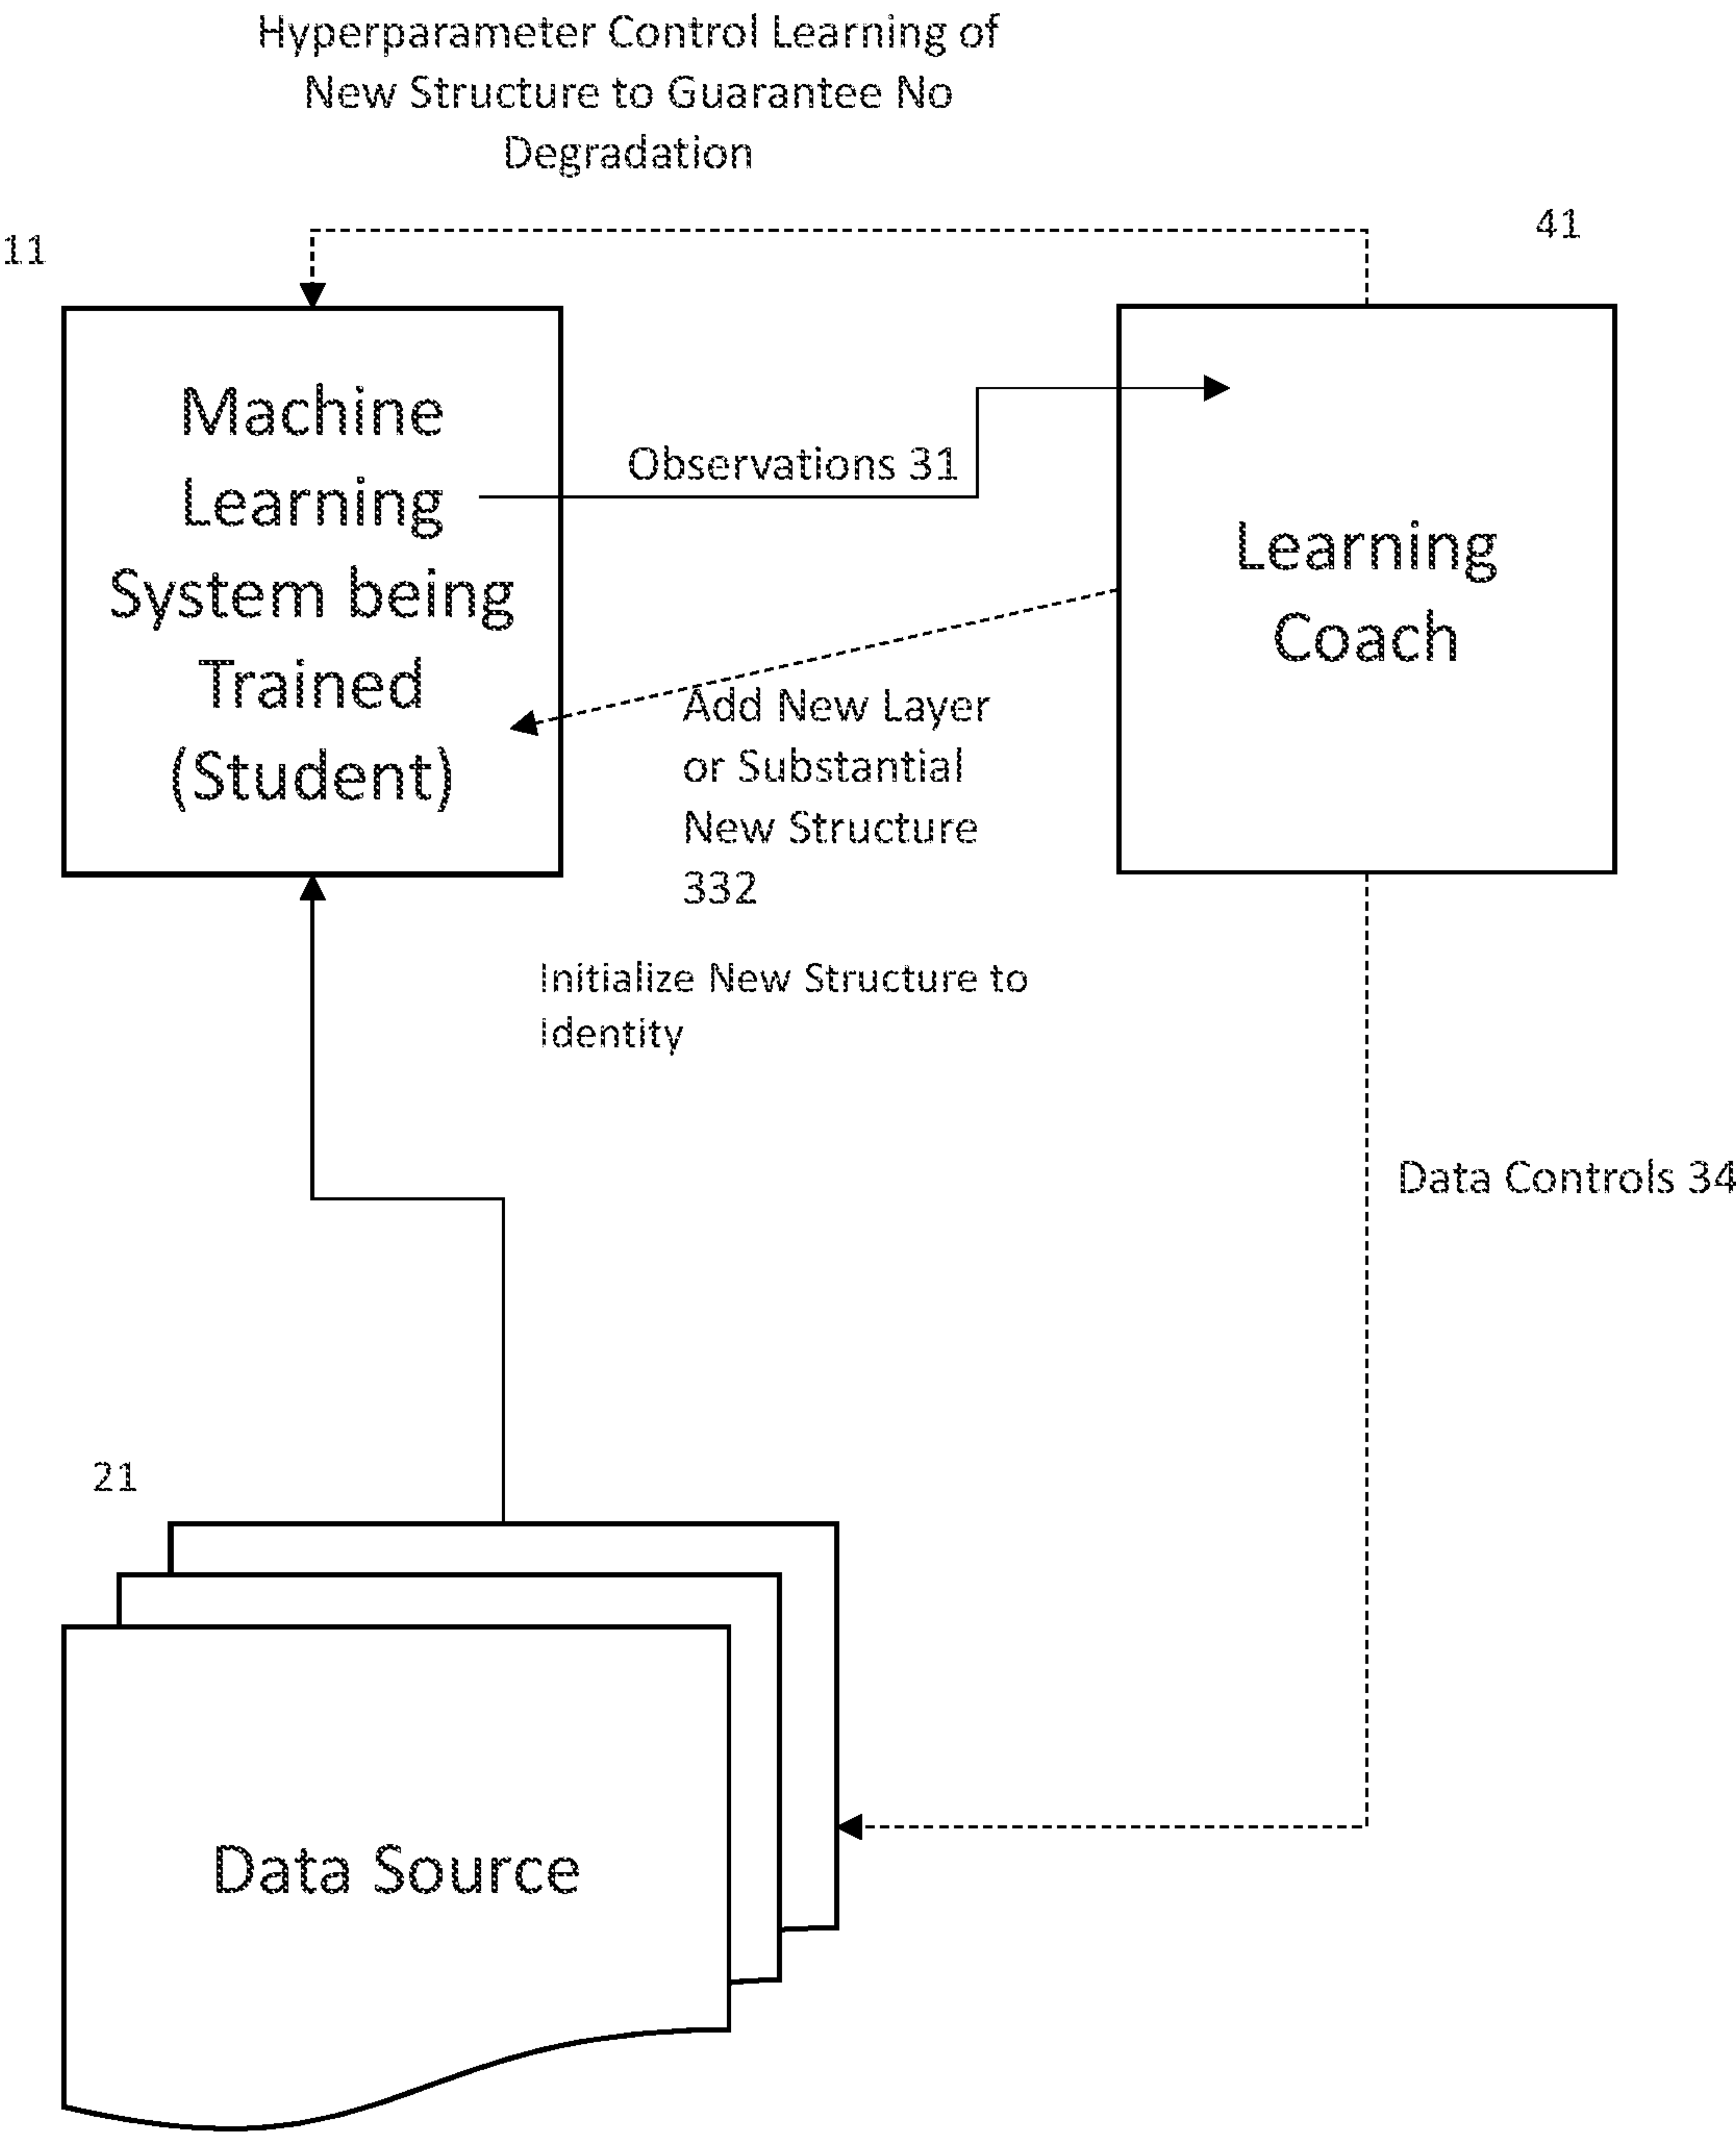 Hyperparameter Control Learning of
New Structure to Guarantee No
Degradation
11
41
Machine
Learning
System being
Trained
(Student)
Observations 31
Learning
Coach
Add New Layer
or Substantial
New Structure
332
Initialize New Structure to
Identity
Data Controls 34
21
Data Source